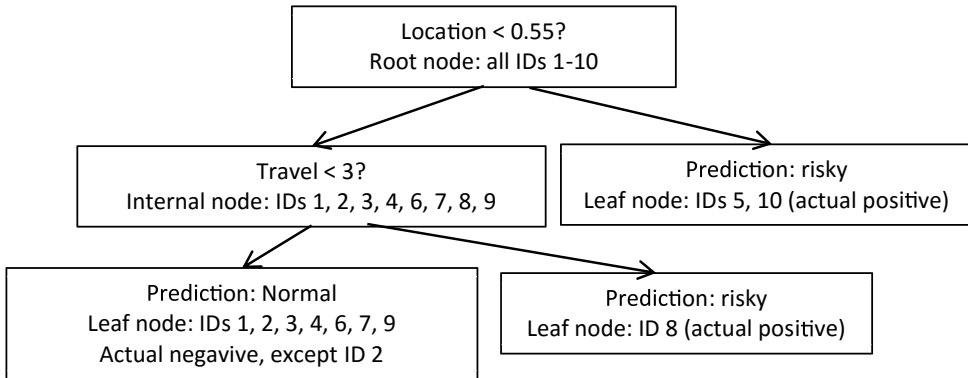 Location < 0.55?
Root node: all IDs 1-10
Travel < 3?
Internal node: IDs 1, 2, 3, 4, 6, 7, 8, 9
Prediction: risky
Leaf node: IDs 5, 10 (actual positive)
Prediction: Normal
Leaf node: IDs 1, 2, 3, 4, 6, 7, 9
Actual negavive, except ID 2
Prediction: risky
Leaf node: ID 8 (actual positive)